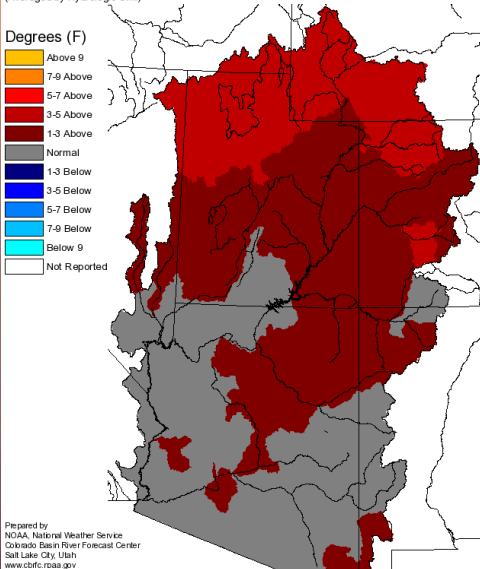 Degrees (F)
Above 9
7-9 Above
5-7 Above
3-5 Above
1-3 Above
Normal
1-3 Below
3-5 Below
5-7 Below
7-9 Below
Below 9
Not Reported
Prepared by
NOAA, National Weather Service
Colorado Basin River Forecast Center
Salt Lake City, Utah
www.cbrfc.noaa.gov